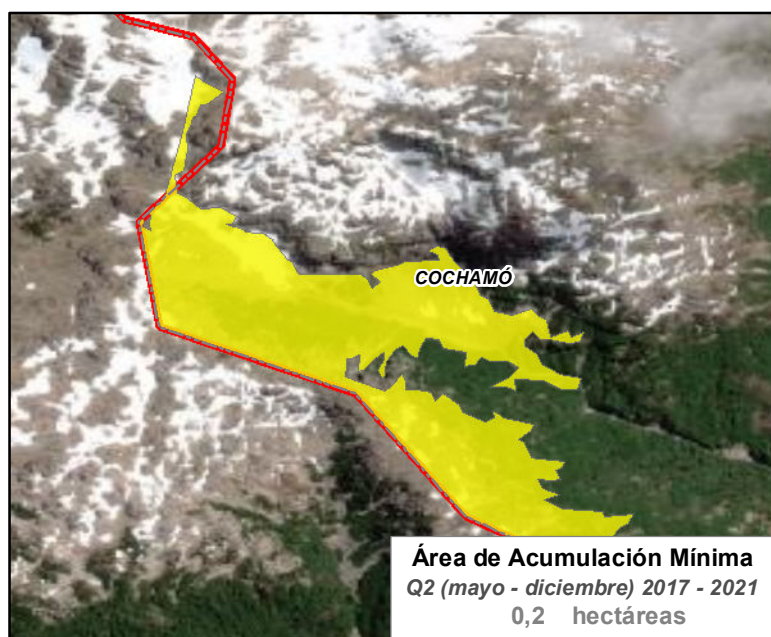 COCHAMÓ
Área de Acumulación Mínima
Q2 (mayo - diciembre) 2017 - 2021
0,2 hectáreas